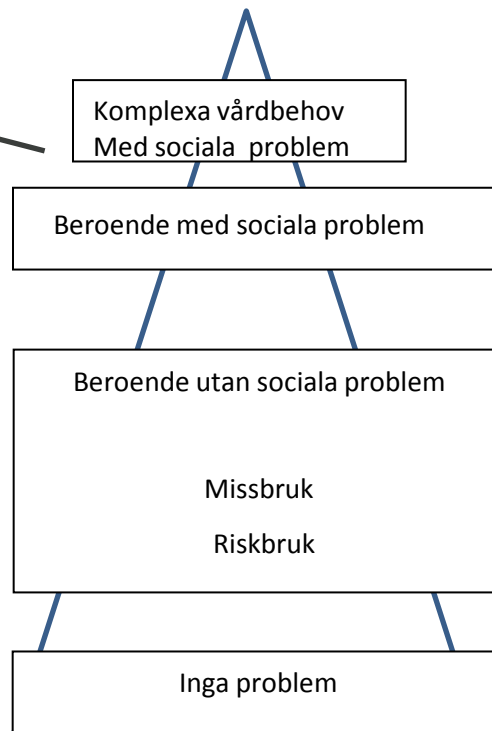 Komplexa vårdbehov
Med sociala problem
Beroende med sociala problem
Beroende utan sociala problem
Missbruk
Riskbruk
Inga problem